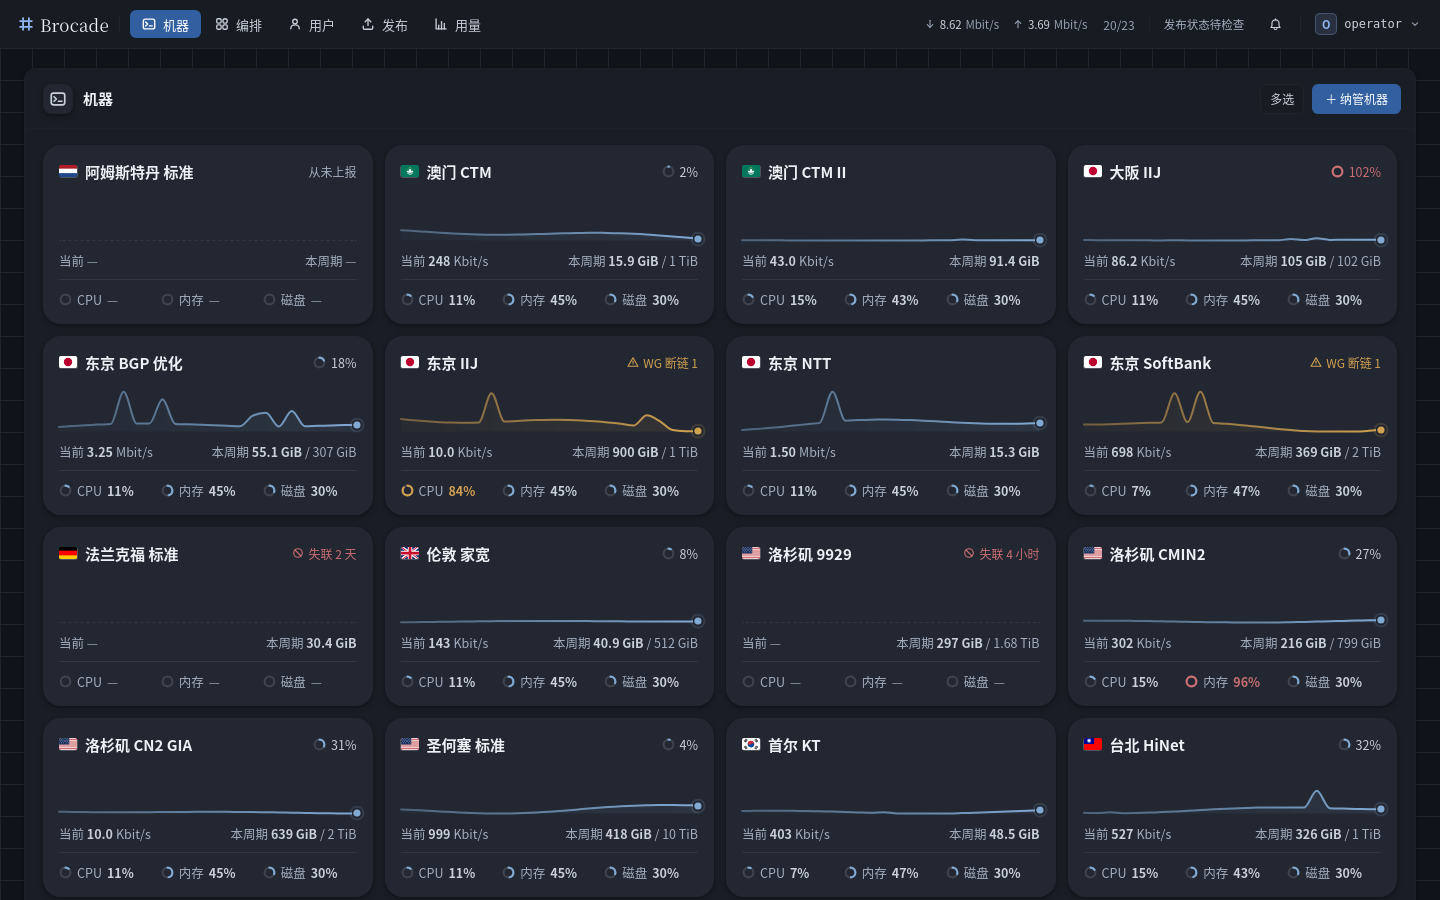 Brocade
机器
编排
用户
发布
用量
8.62 Mbit/s
3.69 Mbit/s
20/23
发布状态待检查
O
operator
机器
多选
纳管机器
阿姆斯特丹 标准
从未上报
当前 —
本周期 —
CPU —
内存 —
磁盘 —
澳门 CTM
2%
当前 248 Kbit/s
本周期 15.9 GiB / 1 TiB
CPU 11%
内存 45%
磁盘 30%
澳门 CTM II
当前 43.0 Kbit/s
本周期 91.4 GiB
CPU 15%
内存 43%
磁盘 30%
大阪 IIJ
102%
当前 86.2 Kbit/s
本周期 105 GiB / 102 GiB
CPU 11%
内存 45%
磁盘 30%
东京 BGP 优化
18%
当前 3.25 Mbit/s
本周期 55.1 GiB / 307 GiB
CPU 11%
内存 45%
磁盘 30%
东京 IIJ
WG 断链 1
当前 10.0 Kbit/s
本周期 900 GiB / 1 TiB
CPU 84%
内存 45%
磁盘 30%
东京 NTT
当前 1.50 Mbit/s
本周期 15.3 GiB
CPU 11%
内存 45%
磁盘 30%
东京 SoftBank
WG 断链 1
当前 698 Kbit/s
本周期 369 GiB / 2 TiB
CPU 7%
内存 47%
磁盘 30%
法兰克福 标准
失联 2 天
当前 —
本周期 30.4 GiB
CPU —
内存 —
磁盘 —
伦敦 家宽
8%
当前 143 Kbit/s
本周期 40.9 GiB / 512 GiB
CPU 11%
内存 45%
磁盘 30%
洛杉矶 9929
失联 4 小时
当前 —
本周期 297 GiB / 1.68 TiB
CPU —
内存 —
磁盘 —
洛杉矶 CMIN2
27%
当前 302 Kbit/s
本周期 216 GiB / 799 GiB
CPU 15%
内存 96%
磁盘 30%
洛杉矶 CN2 GIA
31%
当前 10.0 Kbit/s
本周期 639 GiB / 2 TiB
CPU 11%
内存 45%
磁盘 30%
圣何塞 标准
4%
当前 999 Kbit/s
本周期 418 GiB / 10 TiB
CPU 11%
内存 45%
磁盘 30%
首尔 KT
当前 403 Kbit/s
本周期 48.5 GiB
CPU 7%
内存 47%
磁盘 30%
台北 HiNet
32%
当前 527 Kbit/s
本周期 326 GiB / 1 TiB
CPU 15%
内存 43%
磁盘 30%